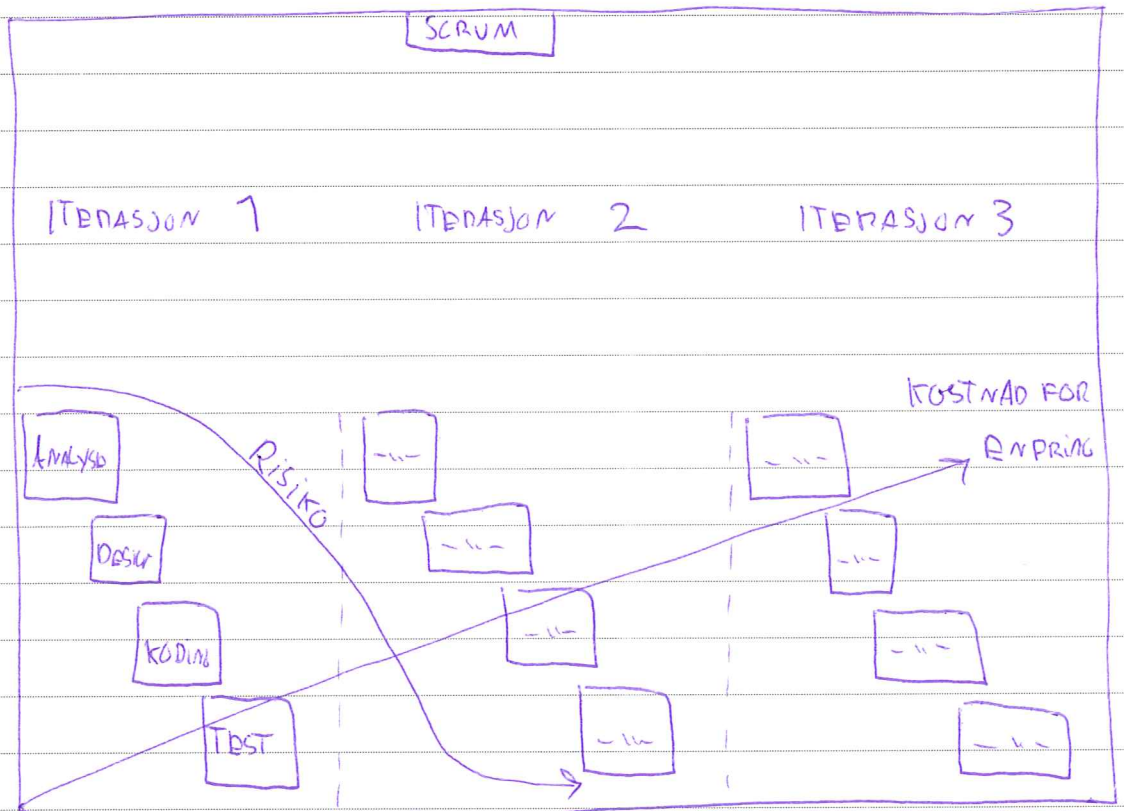 SCRUM
ITERASJON 1
ITERASJON 2
ITERASJON 3
KOSTNAD FOR
ENDRING
RISIKO
ANALYSE
-"-
-"-
DESIGN
-"-
-"-
KODING
-"-
-"-
TEST
-"-
-"-